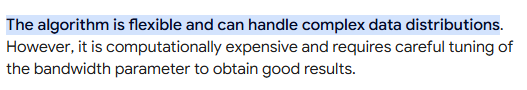 The algorithm is flexible and can handle complex data distributions.
However, it is computationally expensive and requires careful tuning of
the bandwidth parameter to obtain good results.